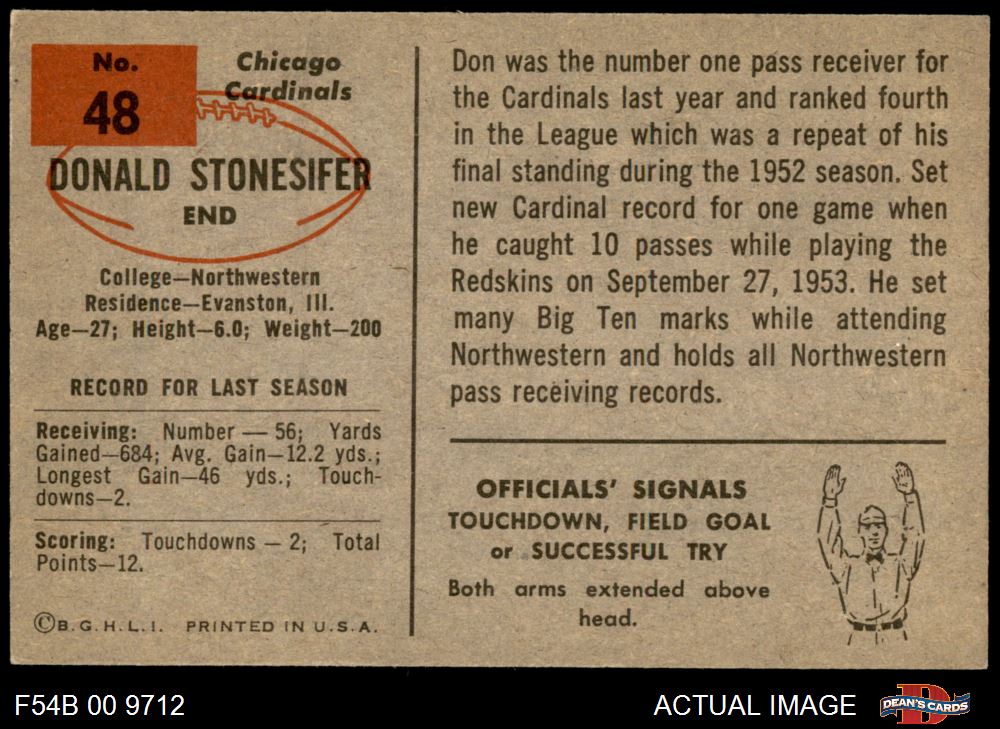 No.
48
Chicago
Cardinals
DONALD STONESIFER
END
College—Northwestern
Residence—Evanston, Ill.
Age—27; Height—6.0; Weight—200
RECORD FOR LAST SEASON
Receiving: Number — 56; Yards
Gained—684; Avg. Gain—12.2 yds.;
Longest Gain—46 yds.; Touch-
downs—2.
Scoring: Touchdowns — 2; Total
Points—12.
©B.G.H.L.I. PRINTED IN U.S.A.
Don was the number one pass receiver for
the Cardinals last year and ranked fourth
in the League which was a repeat of his
final standing during the 1952 season. Set
new Cardinal record for one game when
he caught 10 passes while playing the
Redskins on September 27, 1953. He set
many Big Ten marks while attending
Northwestern and holds all Northwestern
pass receiving records.
OFFICIALS' SIGNALS
TOUCHDOWN, FIELD GOAL
or SUCCESSFUL TRY
Both arms extended above
head.
F54B 00 9712
ACTUAL IMAGE
D
DEAN'S CARDS